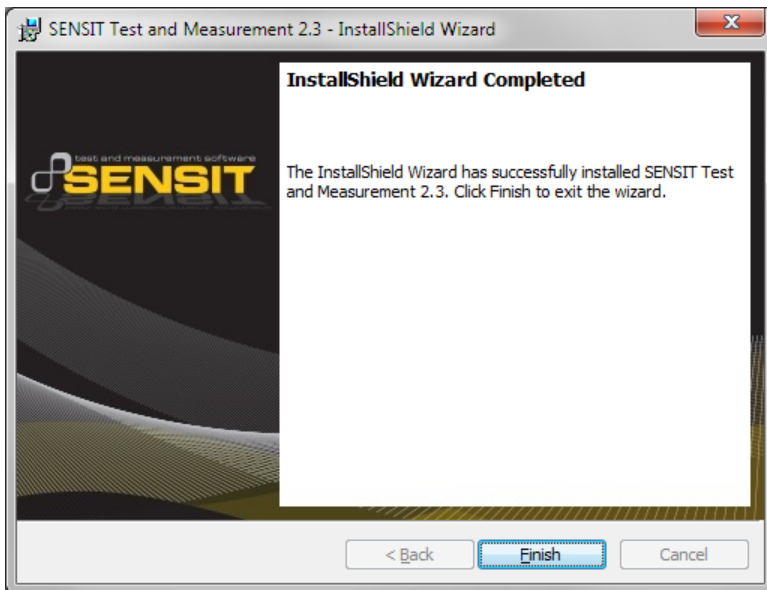 SENSIT Test and Measurement 2.3 - InstallShield Wizard
InstallShield Wizard Completed
test and measurement software
SENSIT
The InstallShield Wizard has successfully installed SENSIT Test
and Measurement 2.3. Click Finish to exit the wizard.
< Back
Finish
Cancel